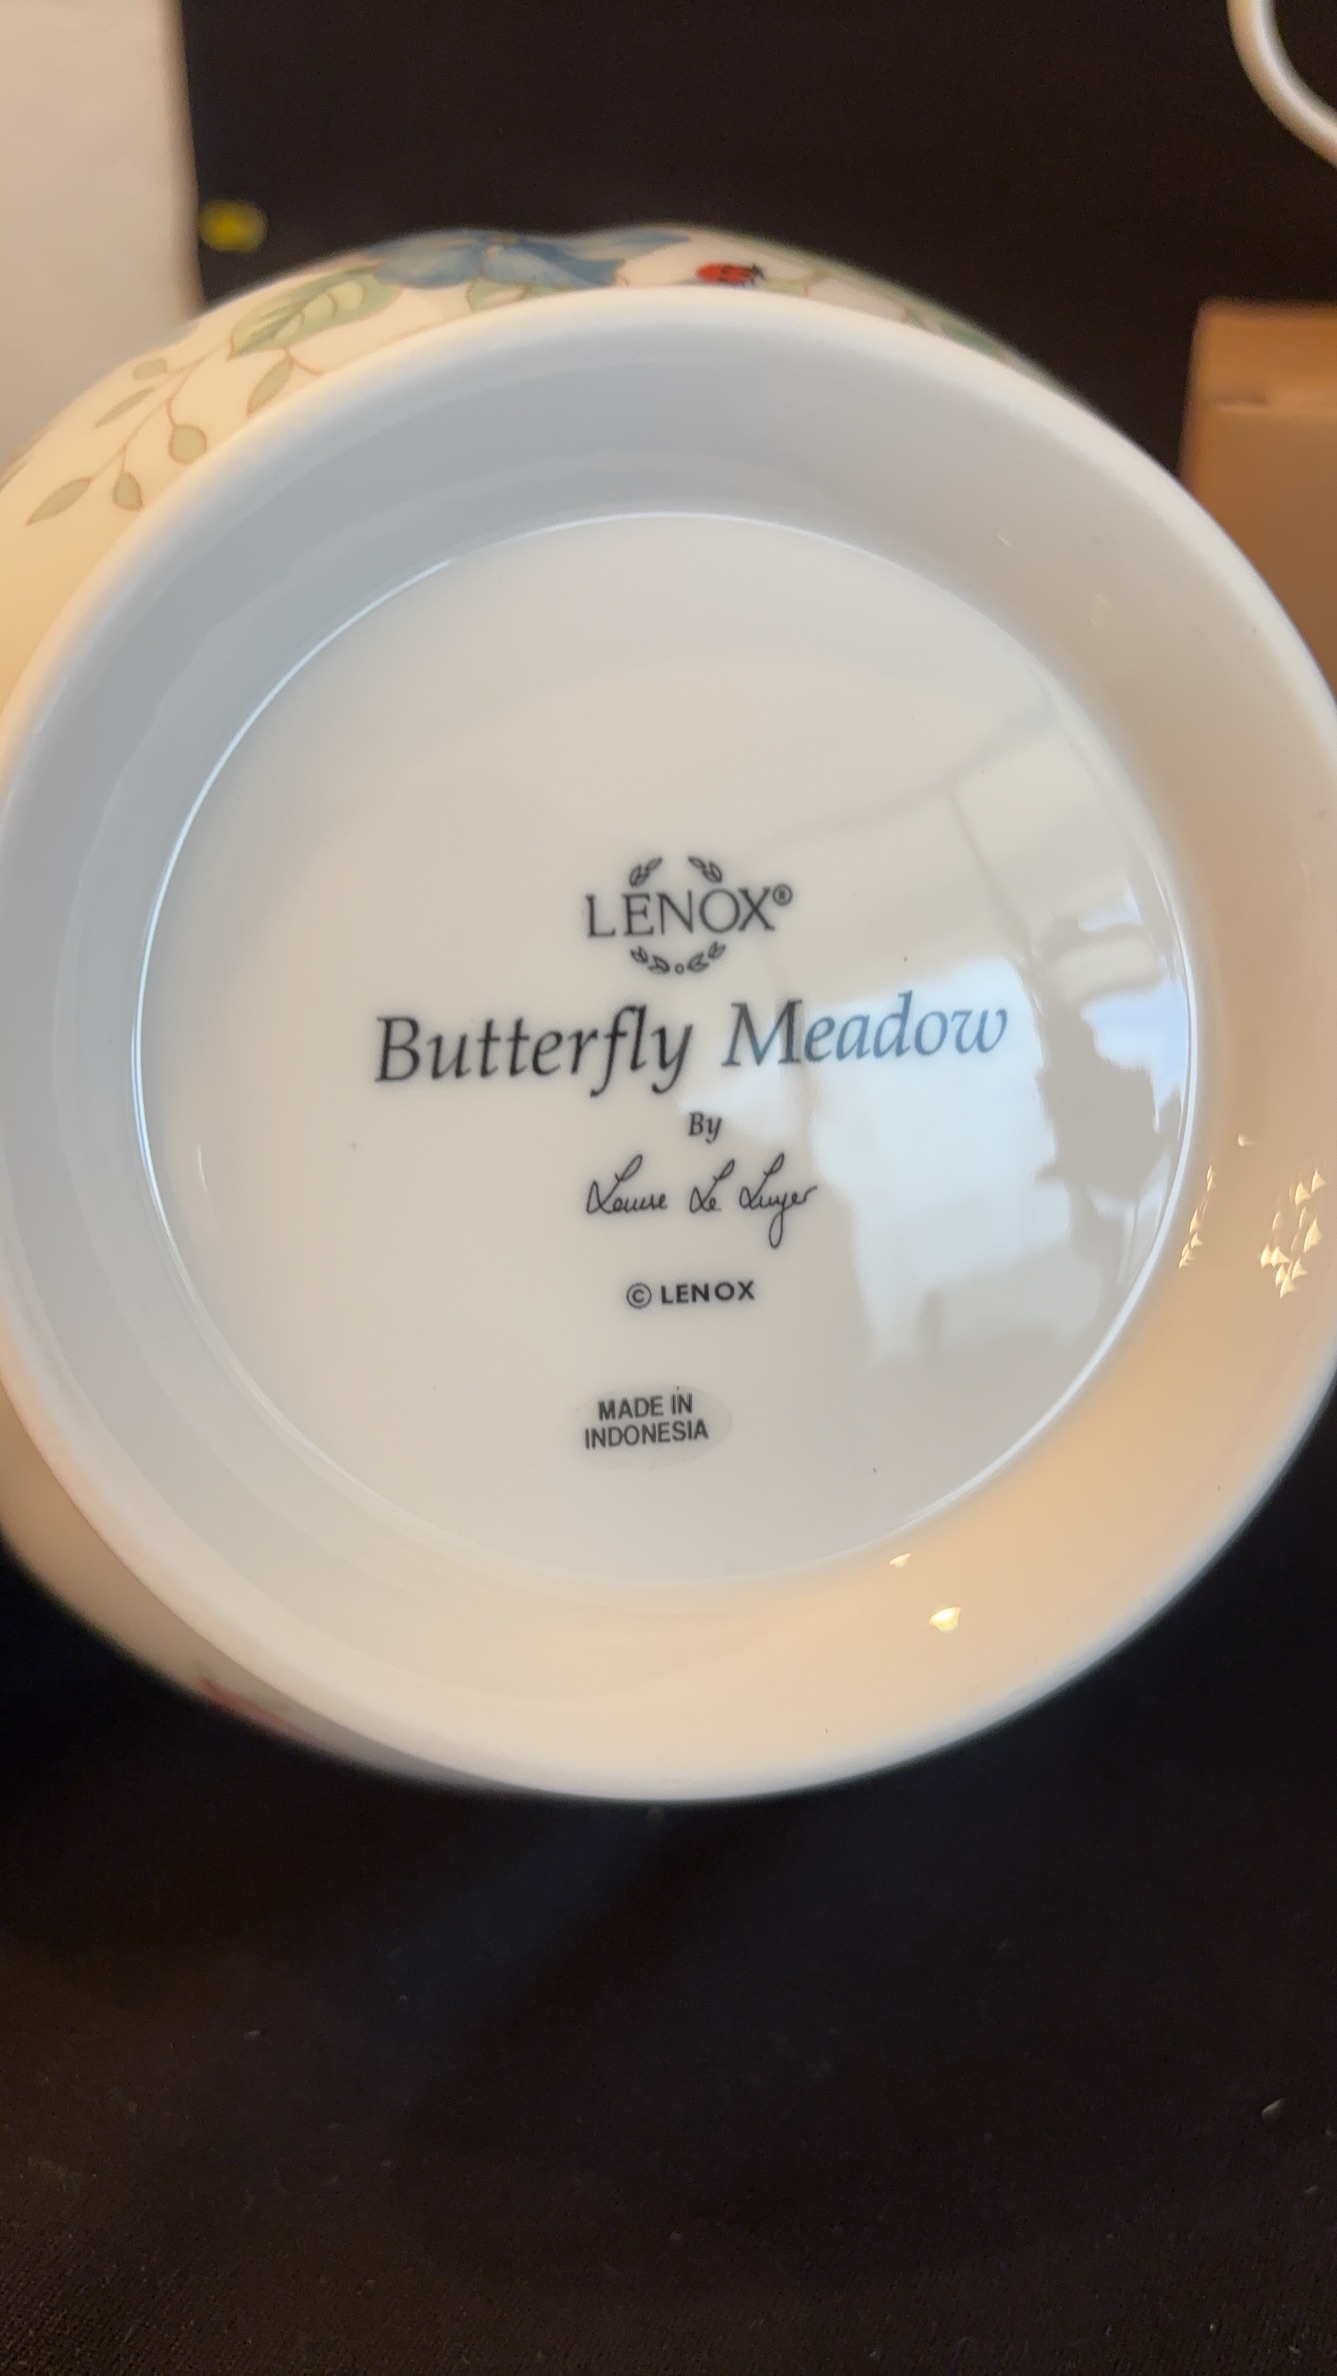 LENOX®
Butterfly Meadow
By
Louise Le Luyer
© LENOX
MADE IN
INDONESIA